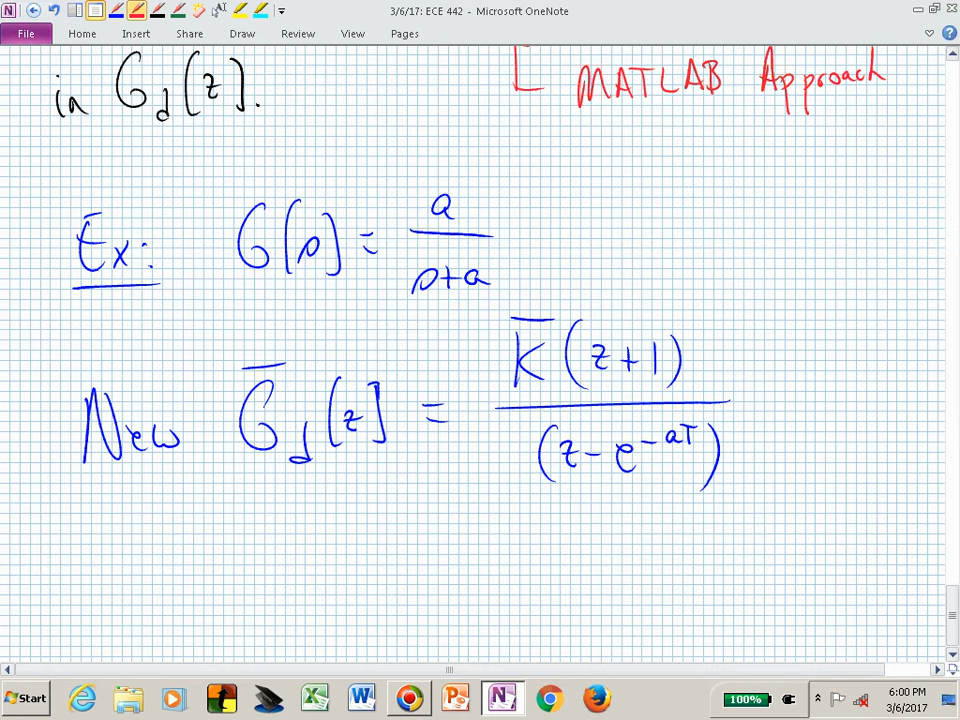 3/6/17: ECE 442 - Microsoft OneNote
File Home Insert Share Draw Review View Pages
in G_d[z].
MATLAB Approach
Ex: G[s] = a / (s+a)
New G̅_d[z] = K̅(z+1) / (z-e^{-aT})
Start
100%
6:00 PM
3/6/2017